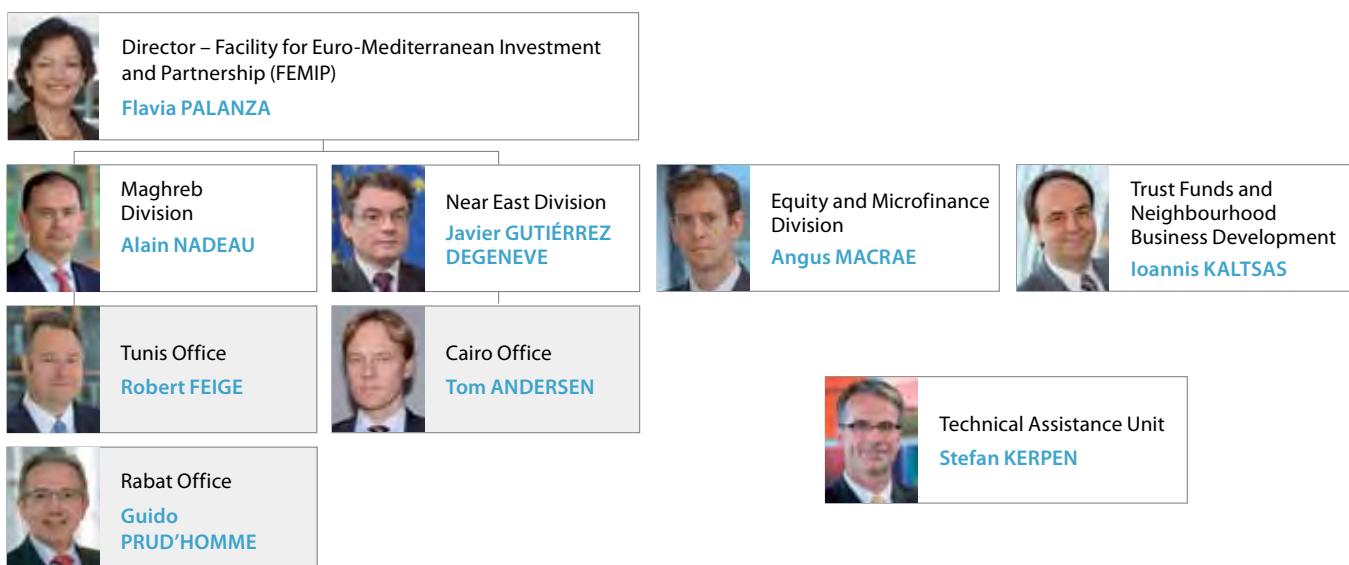 Director – Facility for Euro-Mediterranean Investment
and Partnership (FEMIP)
Flavia PALANZA
Maghreb
Division
Alain NADEAU
Near East Division
Javier GUTIÉRREZ
DEGENEVE
Equity and Microfinance
Division
Angus MACRAE
Trust Funds and
Neighbourhood
Business Development
Ioannis KALTSAS
Tunis Office
Robert FEIGE
Cairo Office
Tom ANDERSEN
Technical Assistance Unit
Stefan KERPEN
Rabat Office
Guido
PRUD’HOMME